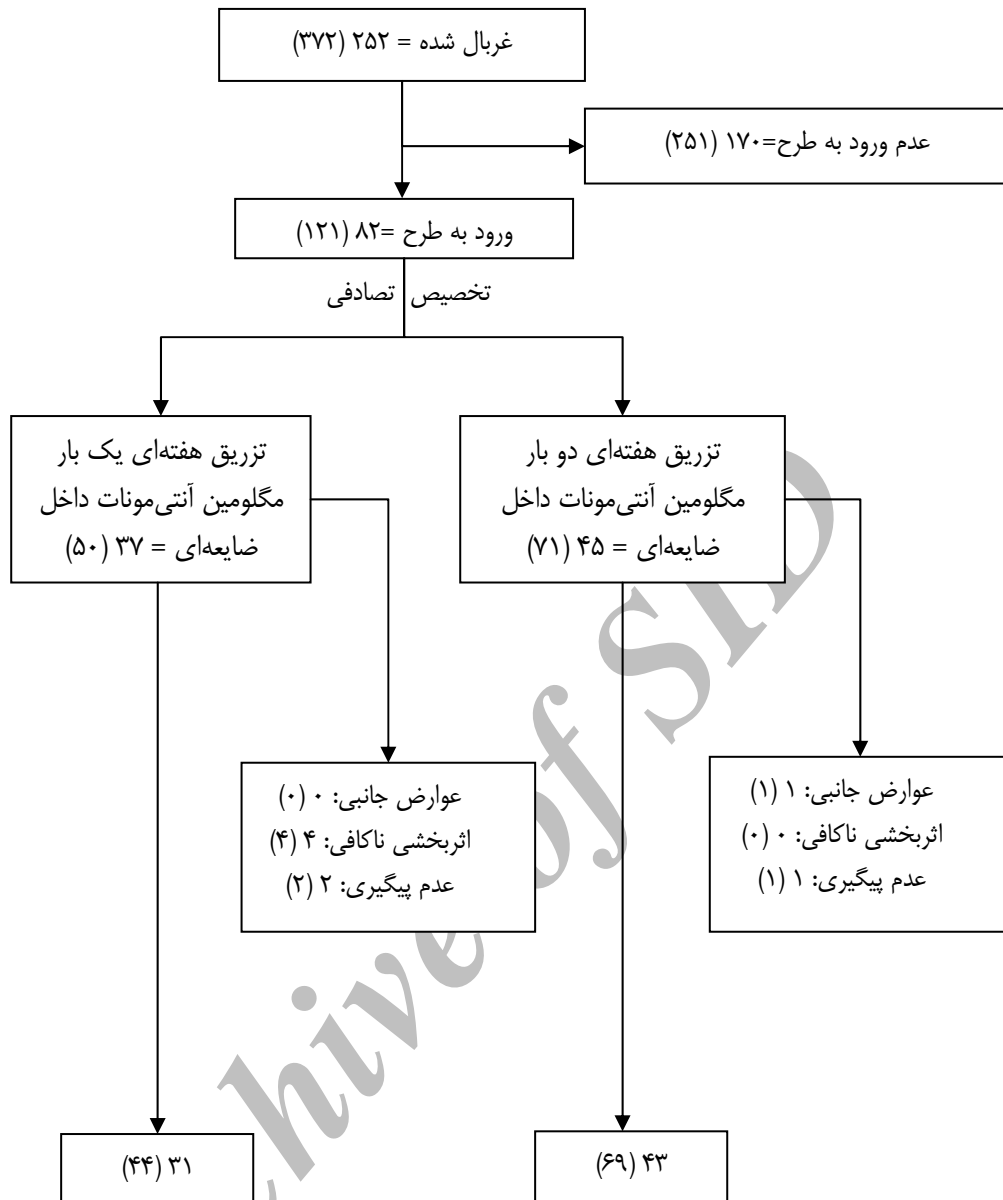 غربال شده = ۲۵۲ (۳۷۲)
عدم ورود به طرح=۱۷۰ (۲۵۱)
ورود به طرح =۸۲ (۱۲۱)
تخصیص تصادفی
تزریق هفته‌ای دو بار
مگلومین آنتی‌مونات داخل
ضایعه‌ای = ۴۵ (۷۱)
تزریق هفته‌ای یک بار
مگلومین آنتی‌مونات داخل
ضایعه‌ای = ۳۷ (۵۰)
عوارض جانبی: ۱ (۱)
اثربخشی ناکافی: ۰ (۰)
عدم پیگیری: ۱ (۱)
عوارض جانبی: ۰ (۰)
اثربخشی ناکافی: ۴ (۴)
عدم پیگیری: ۲ (۲)
۴۳ (۶۹)
۳۱ (۴۴)
hive of SID